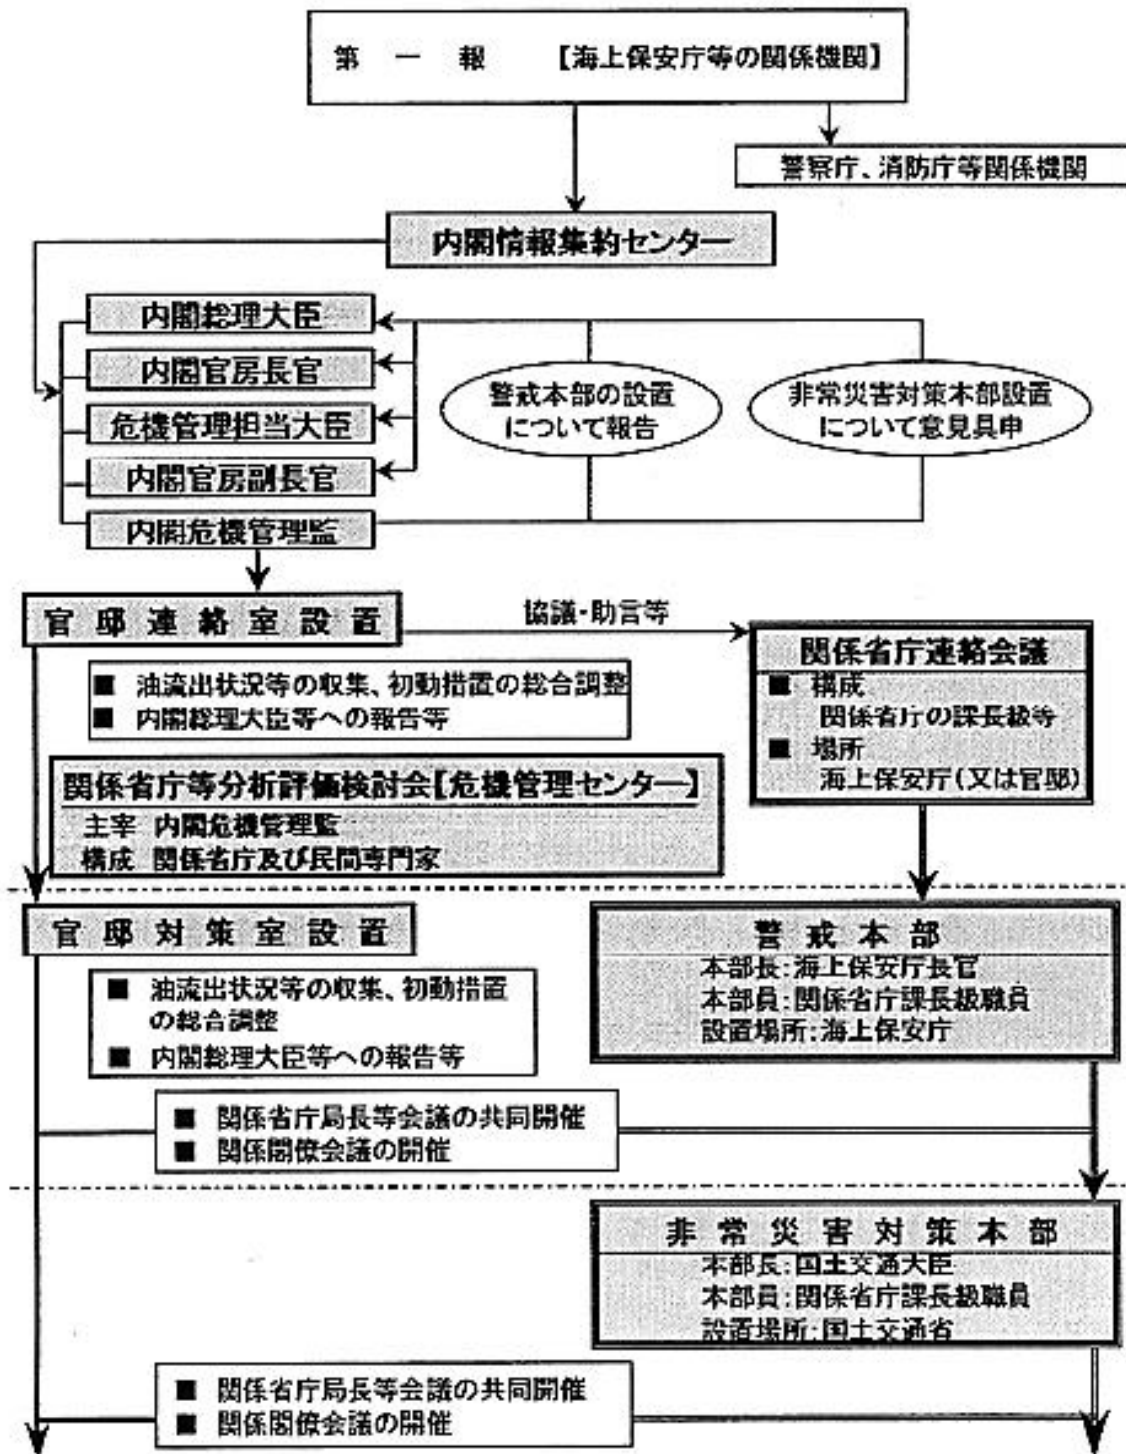 第一報 【海上保安庁等の関係機関】
警察庁、消防庁等関係機関
内閣情報集約センター
内閣総理大臣
内閣官房長官
危機管理担当大臣
内閣官房副長官
内閣危機管理監
警戒本部の設置
について報告
非常災害対策本部設置
について意見具申
官邸連絡室設置
協議・助言等
■ 油流出状況等の収集、初動措置の総合調整
■ 内閣総理大臣等への報告等
関係省庁連絡会議
■ 構成
関係省庁の課長級等
■ 場所
海上保安庁(又は官邸)
関係省庁等分析評価検討会【危機管理センター】
主宰 内閣危機管理監
構成 関係省庁及び民間専門家
官邸対策室設置
■ 油流出状況等の収集、初動措置
の総合調整
■ 内閣総理大臣等への報告等
警戒本部
本部長:海上保安庁長官
本部員:関係省庁課長級職員
設置場所:海上保安庁
■ 関係省庁局長等会議の共同開催
■ 関係閣僚会議の開催
非常災害対策本部
本部長:国土交通大臣
本部員:関係省庁課長級職員
設置場所:国土交通省
■ 関係省庁局長等会議の共同開催
■ 関係閣僚会議の開催